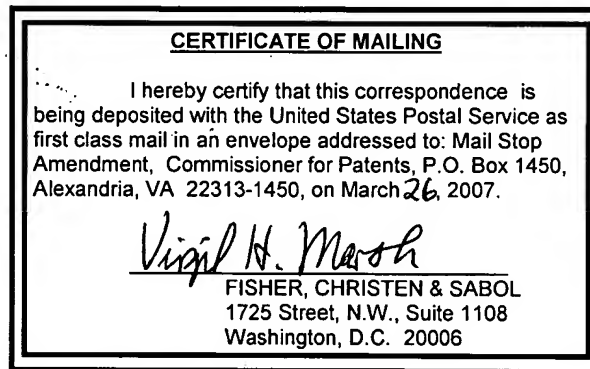 CERTIFICATE OF MAILING
I hereby certify that this correspondence is
being deposited with the United States Postal Service as
first class mail in an envelope addressed to: Mail Stop
Amendment, Commissioner for Patents, P.O. Box 1450,
Alexandria, VA 22313-1450, on March 26, 2007.
Virgil H. Marsh
FISHER, CHRISTEN & SABOL
1725 Street, N.W., Suite 1108
Washington, D.C. 20006